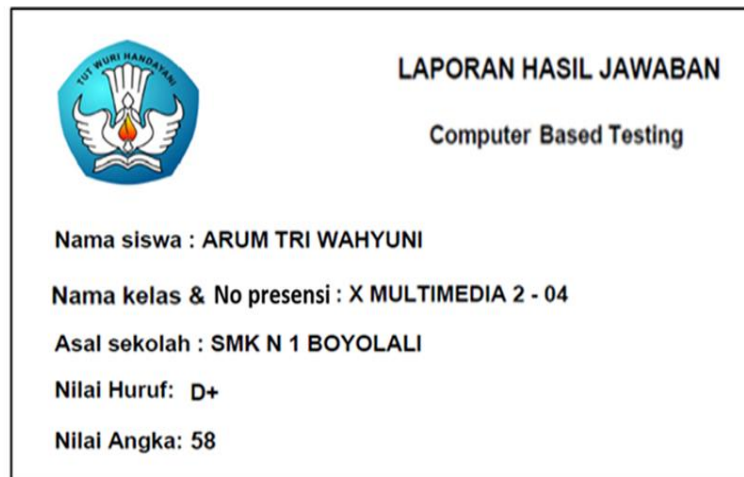 TUT WURI HANDAYANI
LAPORAN HASIL JAWABAN
Computer Based Testing
Nama siswa : ARUM TRI WAHYUNI
Nama kelas & No presensi : X MULTIMEDIA 2 - 04
Asal sekolah : SMK N 1 BOYOLALI
Nilai Huruf: D+
Nilai Angka: 58